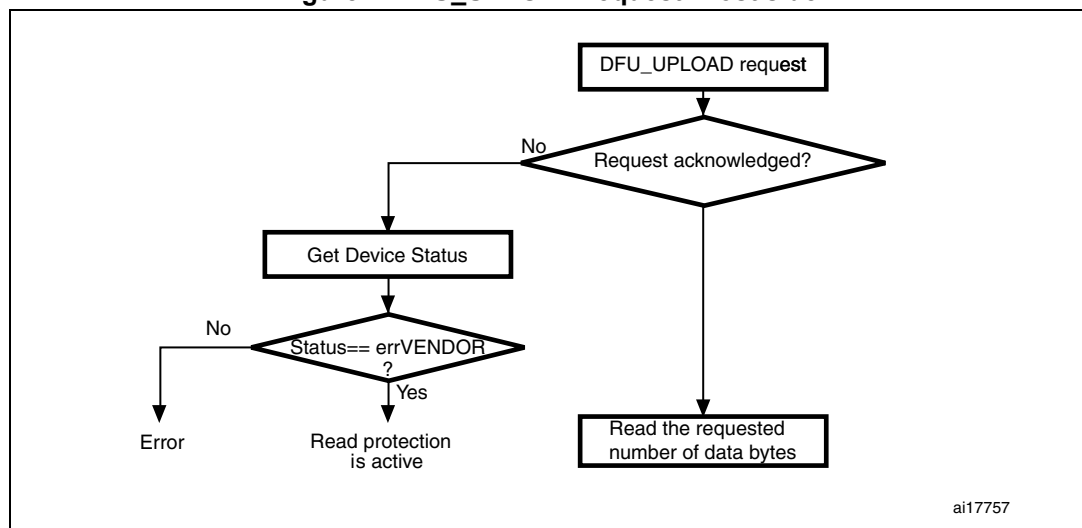 DFU_UPLOAD request
No
Request acknowledged?
Get Device Status
No
Status== errVENDOR
?
Yes
Error
Read protection
is active
Read the requested
number of data bytes
ai17757